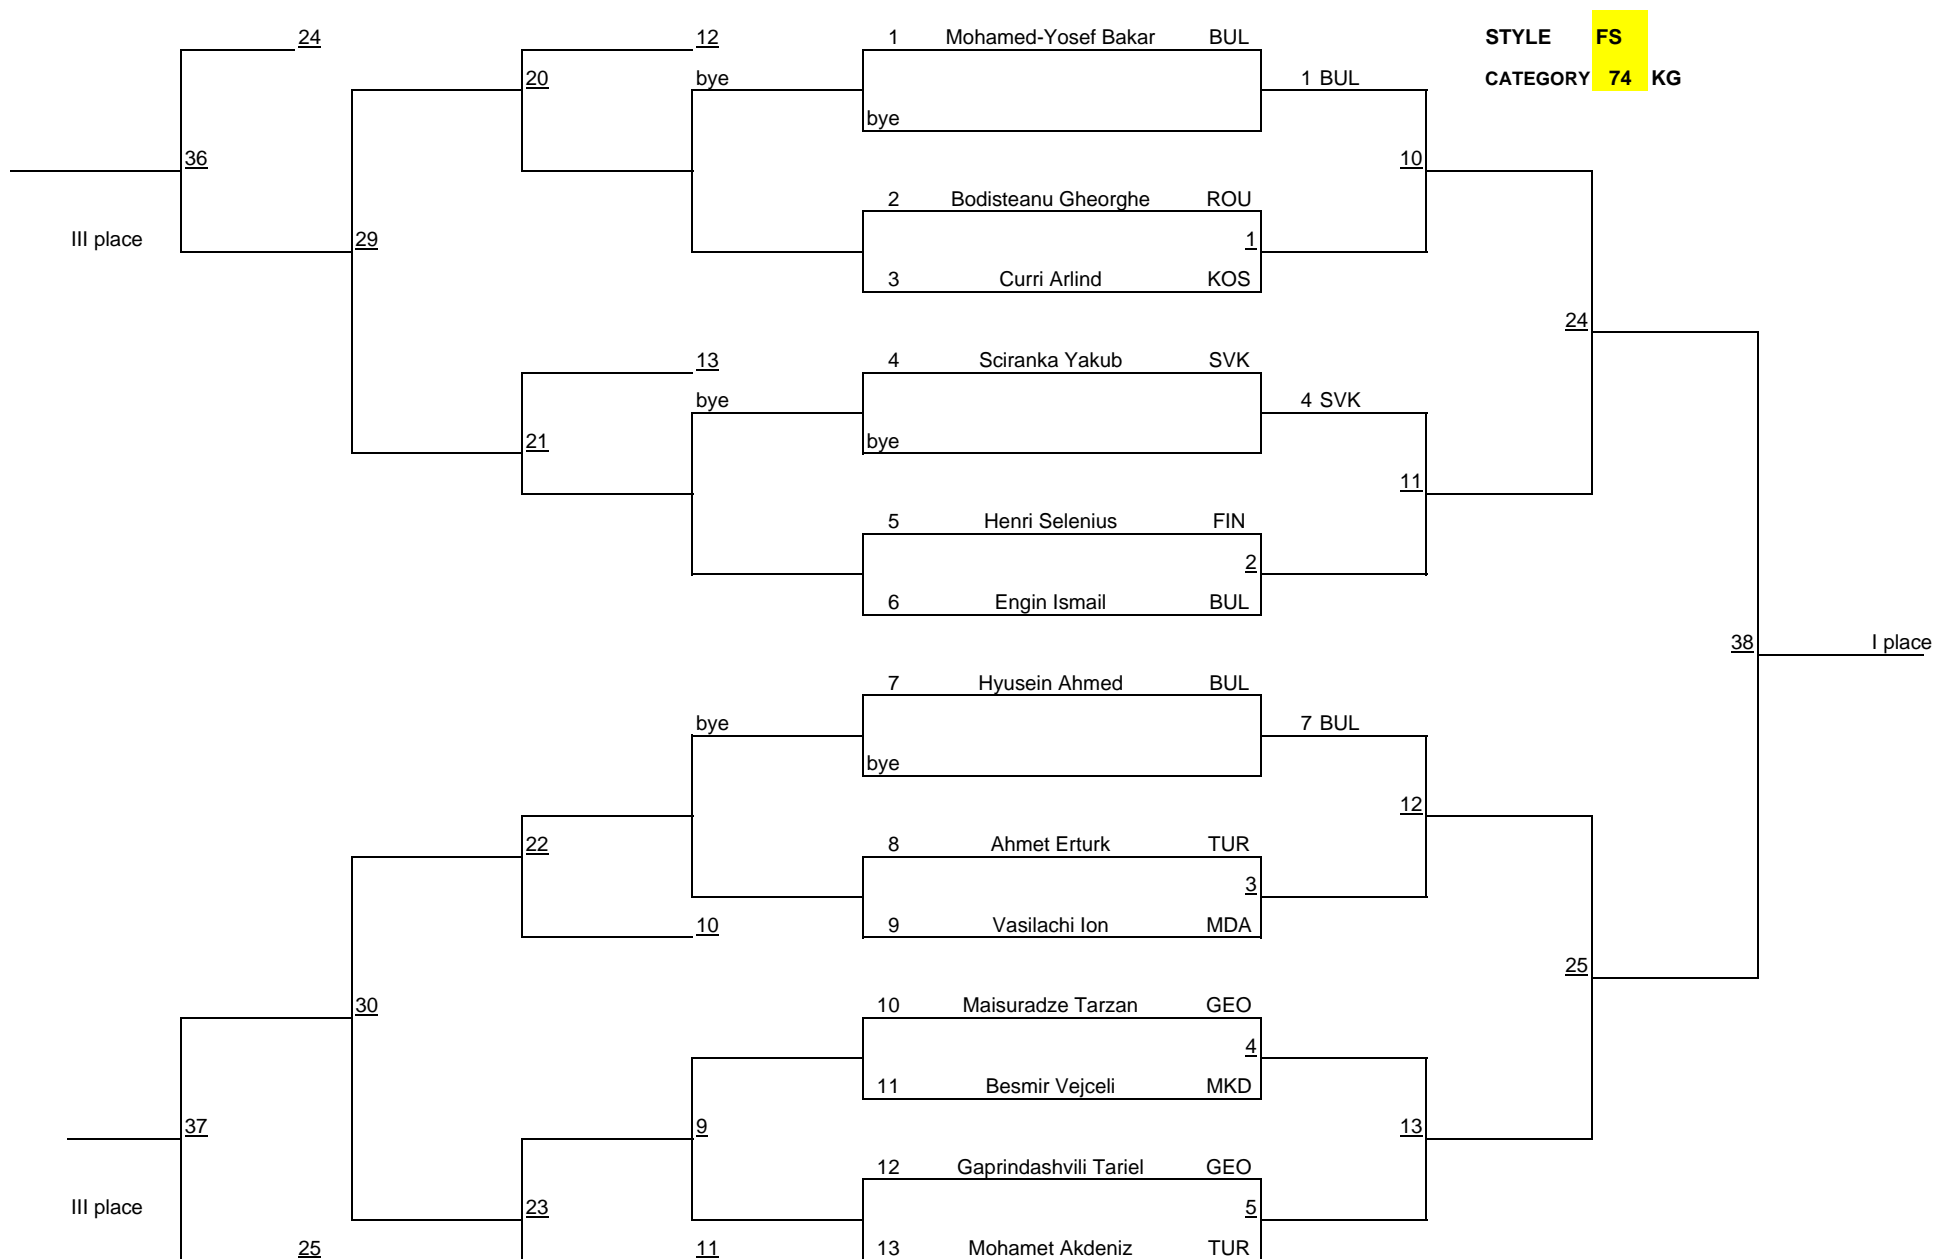 24 12 1 Mohamed-Yosef Bakar BUL STYLE FS
20 bye 1 BUL CATEGORY 74 KG
bye
36 10
2 Bodisteanu Gheorghe ROU
III place 29 1
3 Curri Arlind KOS
24
13 4 Sciranka Yakub SVK
bye 4 SVK
21 bye
11
5 Henri Selenius FIN
2
6 Engin Ismail BUL
38 I place
7 Hyusein Ahmed BUL
bye 7 BUL
bye
12
22 8 Ahmet Erturk TUR
3
10 9 Vasilachi Ion MDA
25
30 10 Maisuradze Tarzan GEO
4
11 Besmir Vejceli MKD
37 9 13
12 Gaprindashvili Tariel GEO
III place 23 5
25 11 13 Mohamet Akdeniz TUR